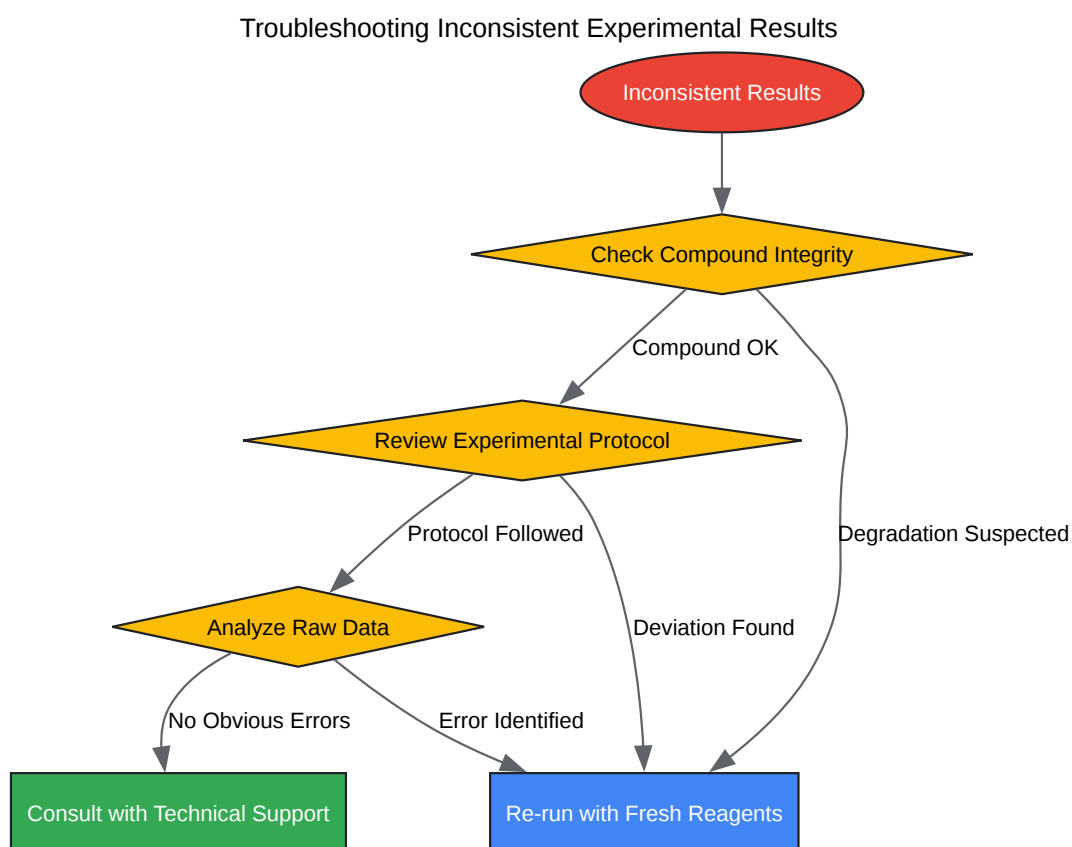 Troubleshooting Inconsistent Experimental Results
Inconsistent Results
Check Compound Integrity
Compound OK
Review Experimental Protocol
Protocol Followed
Degradation Suspected
Analyze Raw Data
Deviation Found
No Obvious Errors
Error Identified
Consult with Technical Support
Re-run with Fresh Reagents